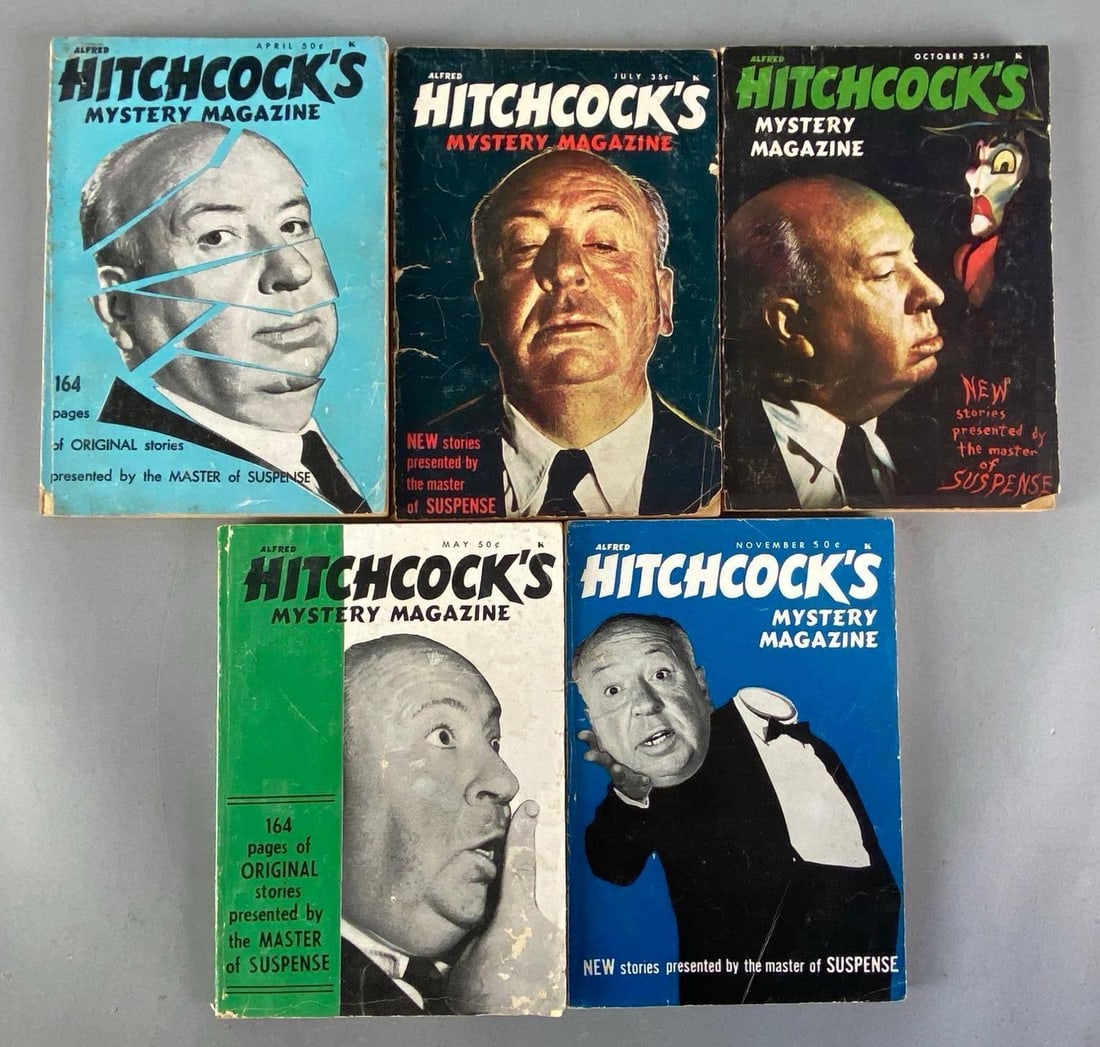 APRIL 50¢ K
ALFRED
HITCHCOCK'S
MYSTERY MAGAZINE
164
pages
of ORIGINAL stories
presented by the MASTER of SUSPENSE
JULY 35¢ K
ALFRED
HITCHCOCK'S
MYSTERY MAGAZINE
NEW stories
presented by
the master
of SUSPENSE
OCTOBER 35¢ K
ALFRED
HITCHCOCK'S
MYSTERY
MAGAZINE
NEW
stories
presented by
the master
of
SUSPENSE
MAY 50¢ K
ALFRED
HITCHCOCK'S
MYSTERY MAGAZINE
164
pages of
ORIGINAL
stories
presented by
the MASTER
of SUSPENSE
NOVEMBER 50¢ K
ALFRED
HITCHCOCK'S
MYSTERY
MAGAZINE
NEW stories presented by the master of SUSPENSE